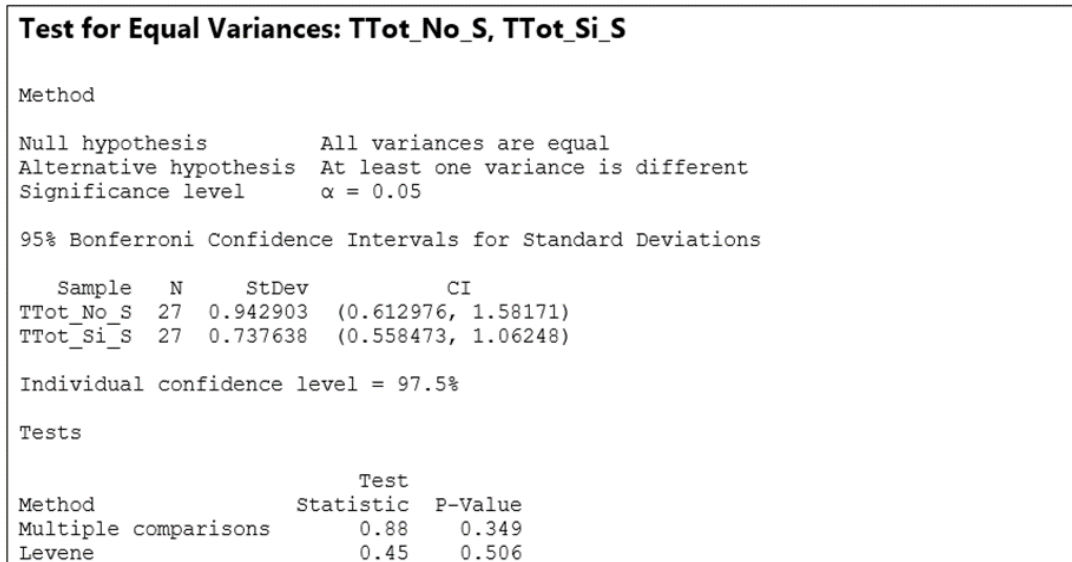 Test for Equal Variances: TTot_No_S, TTot_Si_S
Method
Null hypothesis All variances are equal
Alternative hypothesis At least one variance is different
Significance level α = 0.05
95% Bonferroni Confidence Intervals for Standard Deviations
Sample N StDev CI
TTot_No_S 27 0.942903 (0.612976, 1.58171)
TTot_Si_S 27 0.737638 (0.558473, 1.06248)
Individual confidence level = 97.5%
Tests
Test
Method Statistic P-Value
Multiple comparisons 0.88 0.349
Levene 0.45 0.506